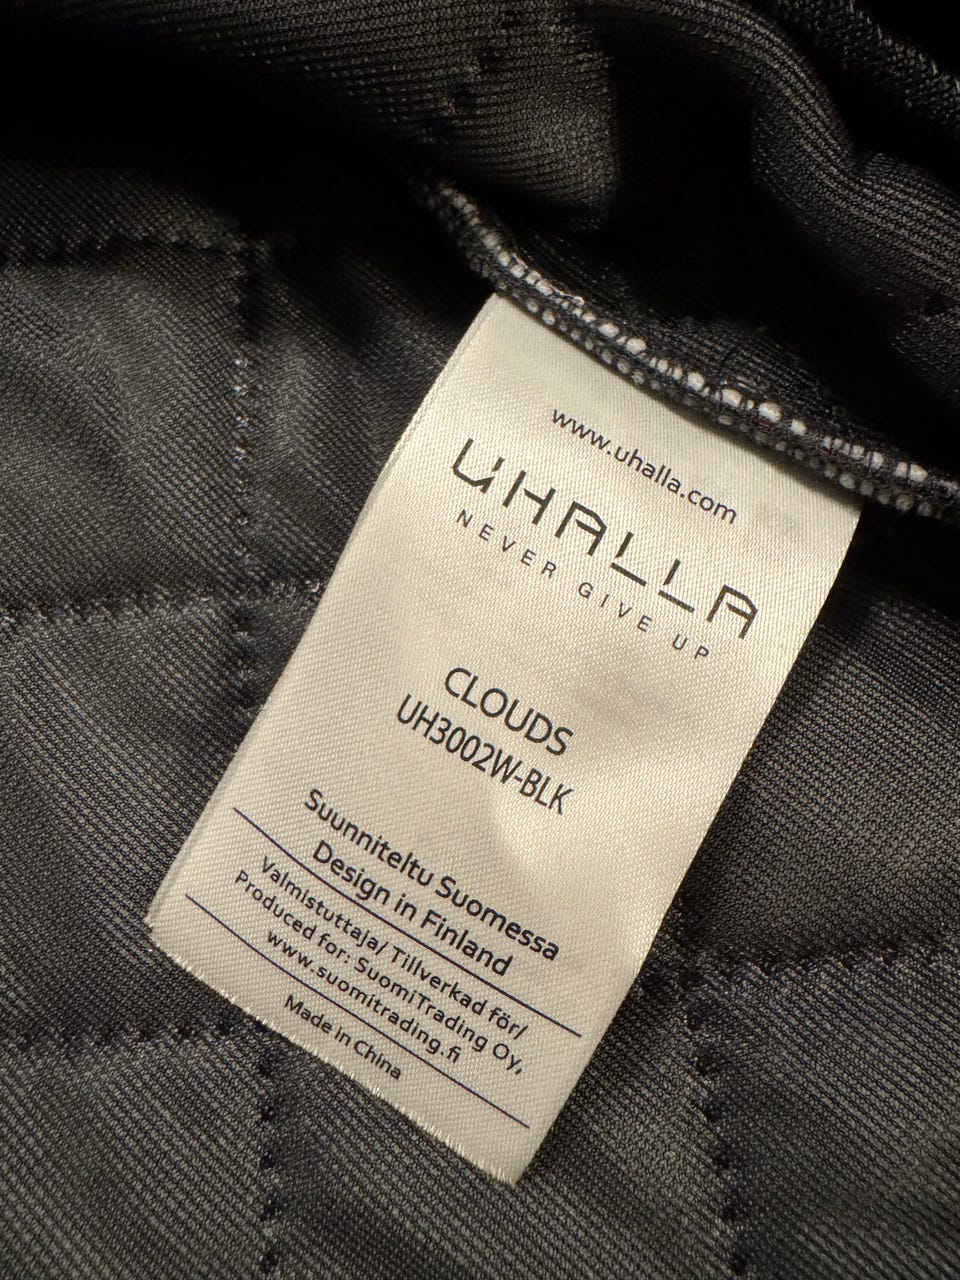 www.uhalla.com
UHALLA
NEVER GIVE UP
CLOUDS
UH3002W-BLK
Suunniteltu Suomessa
Design in Finland
Valmistuttaja/ Tillverkad för/
Produced for: SuomiTrading Oy,
www.suomitrading.fi
Made in China